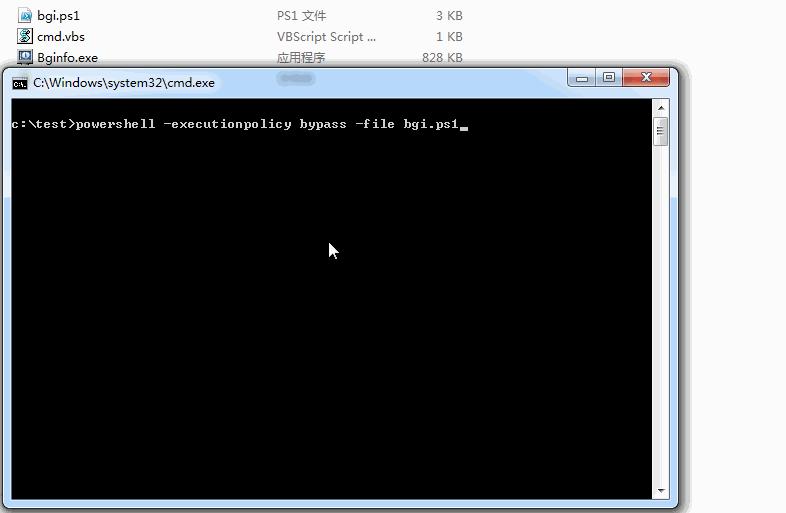 bgi.ps1 PS1 文件 3 KB
cmd.vbs VBScript Script ... 1 KB
Bginfo.exe 应用程序 828 KB
C:\Windows\system32\cmd.exe
c:\test>powershell -executionpolicy bypass -file bgi.ps1_